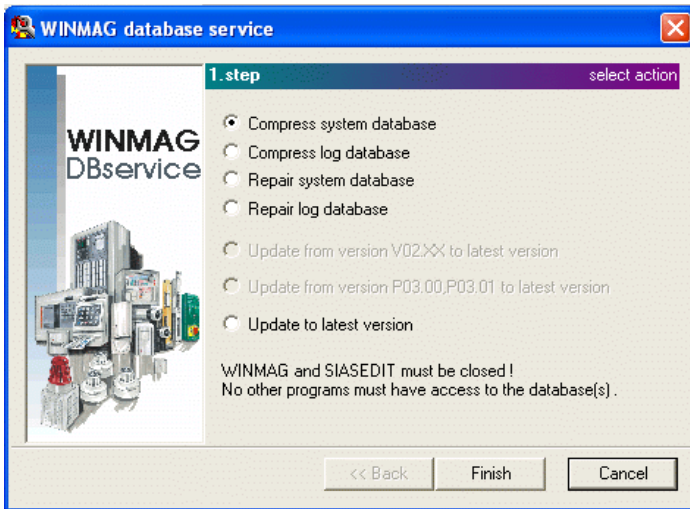 WINMAG database service
1.step select action
WINMAG
DBservice
Compress system database
Compress log database
Repair system database
Repair log database
Update from version V02.XX to latest version
Update from version P03.00,P03.01 to latest version
Update to latest version
WINMAG and SIASEDIT must be closed !
No other programs must have access to the database(s) .
<< Back Finish Cancel